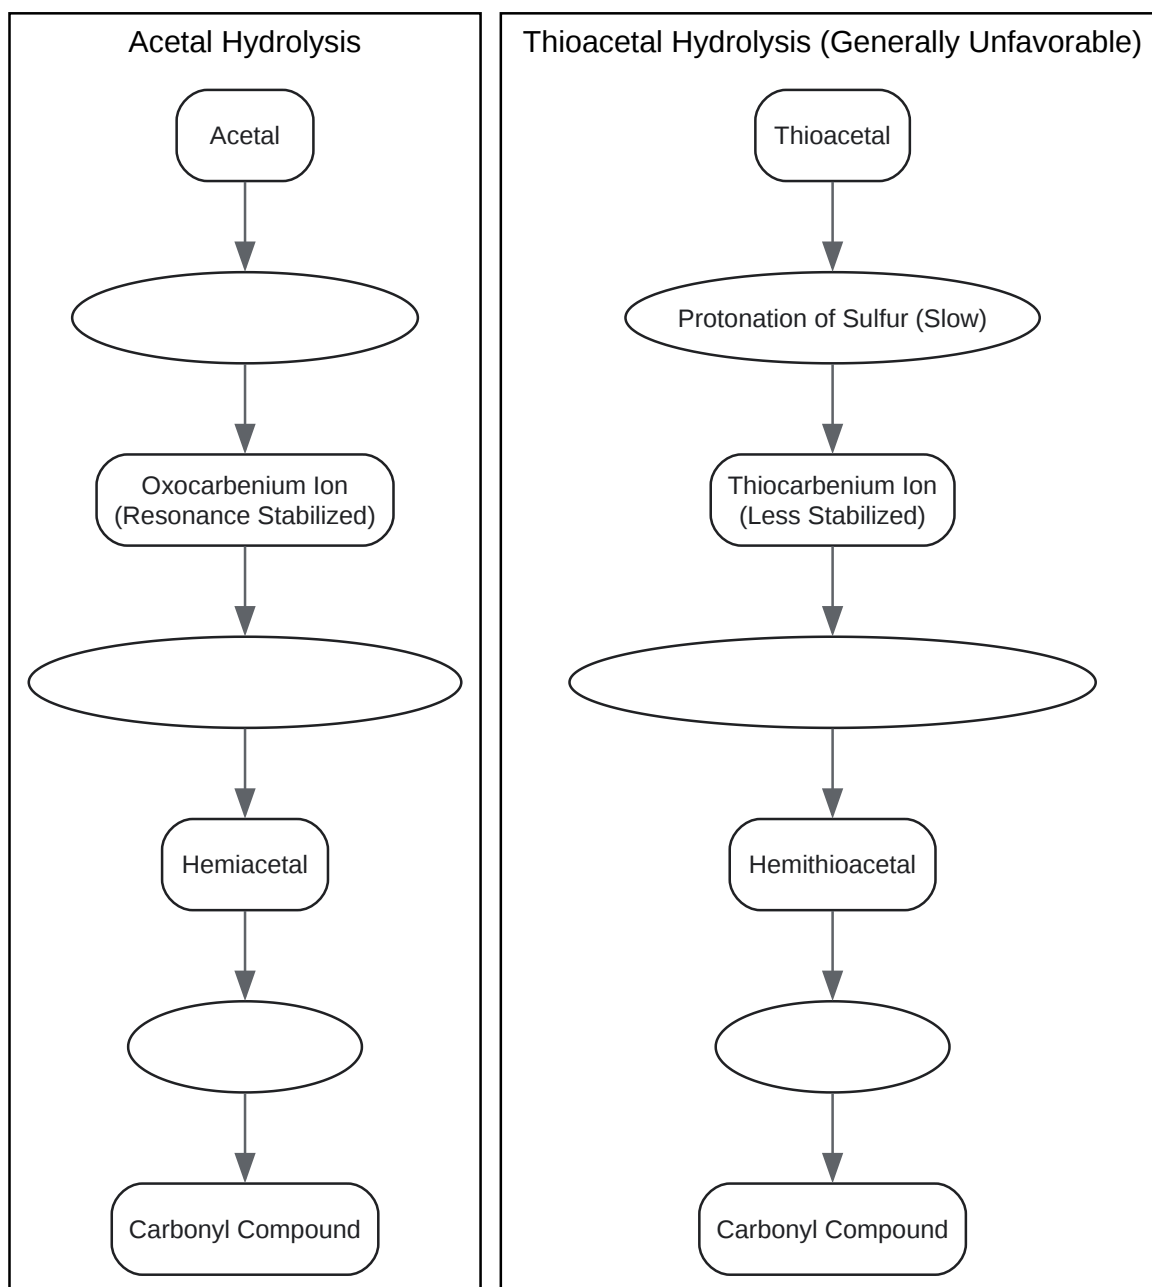 Acetal Hydrolysis
Acetal
Oxocarbenium Ion
(Resonance Stabilized)
Hemiacetal
Carbonyl Compound
Thioacetal Hydrolysis (Generally Unfavorable)
Thioacetal
Protonation of Sulfur (Slow)
Thiocarbenium Ion
(Less Stabilized)
Hemithioacetal
Carbonyl Compound